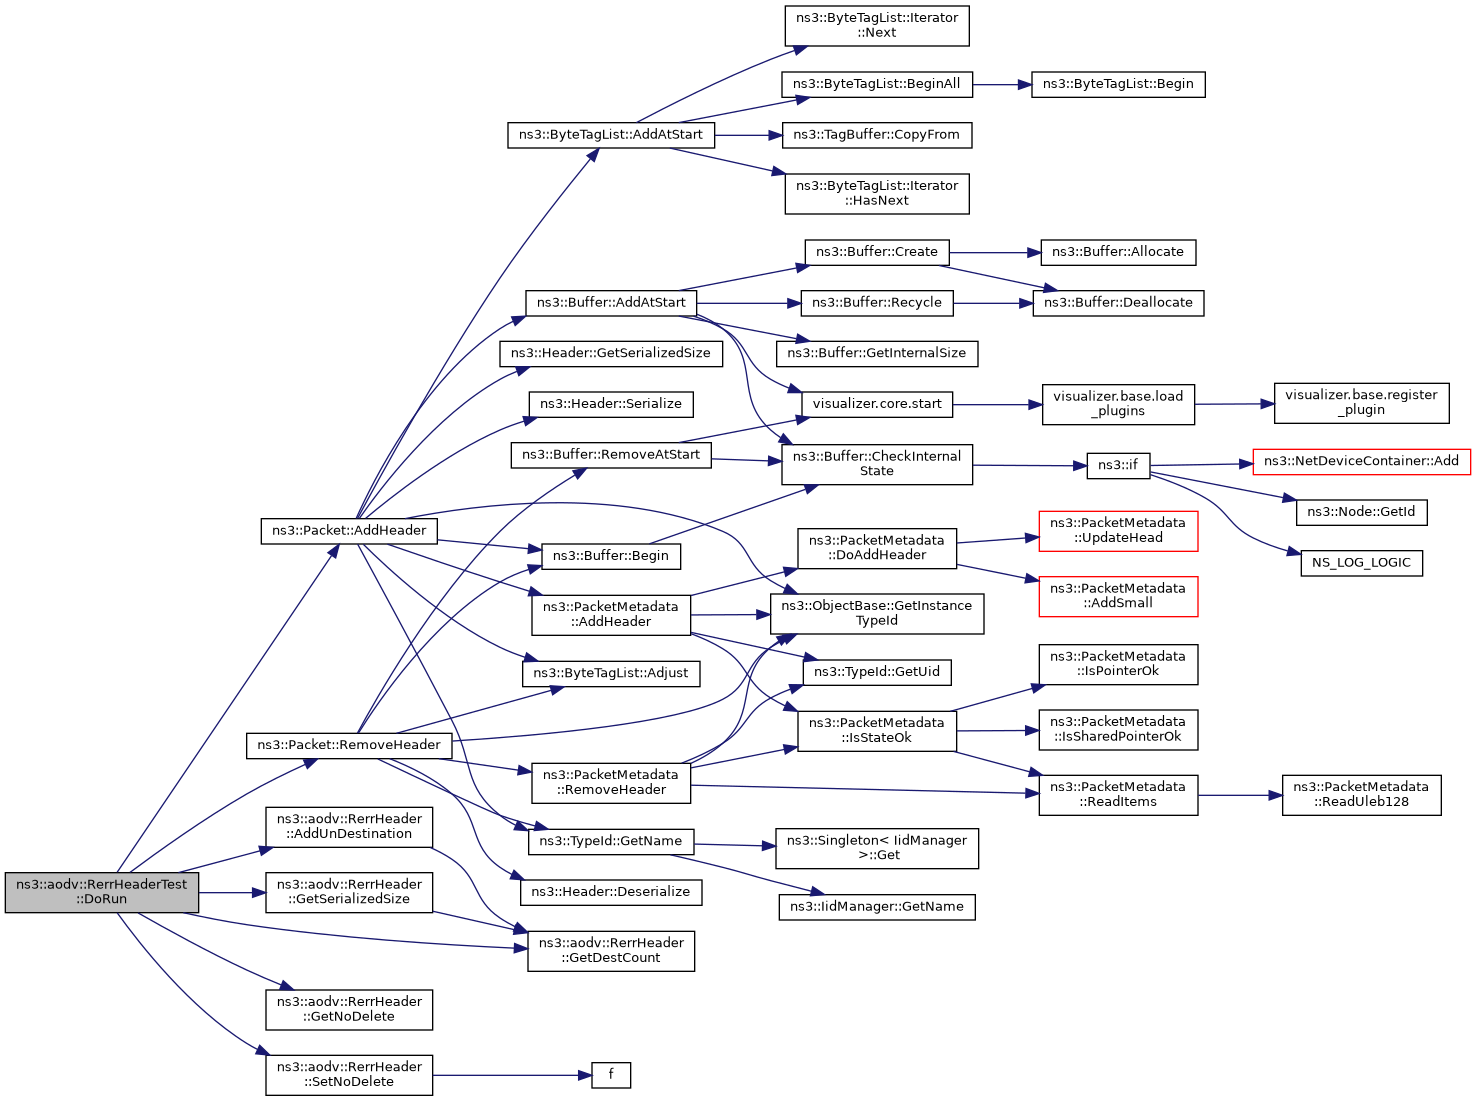 ns3::aodv::RerrHeaderTest
::DoRun
ns3::Packet::AddHeader
ns3::Packet::RemoveHeader
ns3::aodv::RerrHeader
::AddUnDestination
ns3::aodv::RerrHeader
::GetSerializedSize
ns3::aodv::RerrHeader
::GetNoDelete
ns3::aodv::RerrHeader
::SetNoDelete
ns3::ByteTagList::AddAtStart
ns3::Buffer::AddAtStart
ns3::Header::GetSerializedSize
ns3::Header::Serialize
ns3::Buffer::RemoveAtStart
ns3::Buffer::Begin
ns3::PacketMetadata
::AddHeader
ns3::ByteTagList::Adjust
ns3::PacketMetadata
::RemoveHeader
ns3::TypeId::GetName
ns3::Header::Deserialize
ns3::aodv::RerrHeader
::GetDestCount
f
ns3::ByteTagList::Iterator
::Next
ns3::ByteTagList::BeginAll
ns3::TagBuffer::CopyFrom
ns3::ByteTagList::Iterator
::HasNext
ns3::Buffer::Create
ns3::Buffer::Recycle
ns3::Buffer::GetInternalSize
visualizer.core.start
ns3::Buffer::CheckInternal
State
ns3::PacketMetadata
::DoAddHeader
ns3::ObjectBase::GetInstance
TypeId
ns3::TypeId::GetUid
ns3::PacketMetadata
::IsStateOk
ns3::Singleton< IidManager
>::Get
ns3::IidManager::GetName
ns3::ByteTagList::Begin
ns3::Buffer::Allocate
ns3::Buffer::Deallocate
visualizer.base.load
_plugins
ns3::if
ns3::PacketMetadata
::UpdateHead
ns3::PacketMetadata
::AddSmall
ns3::PacketMetadata
::IsPointerOk
ns3::PacketMetadata
::IsSharedPointerOk
ns3::PacketMetadata
::ReadItems
visualizer.base.register
_plugin
ns3::NetDeviceContainer::Add
ns3::Node::GetId
NS_LOG_LOGIC
ns3::PacketMetadata
::ReadUleb128